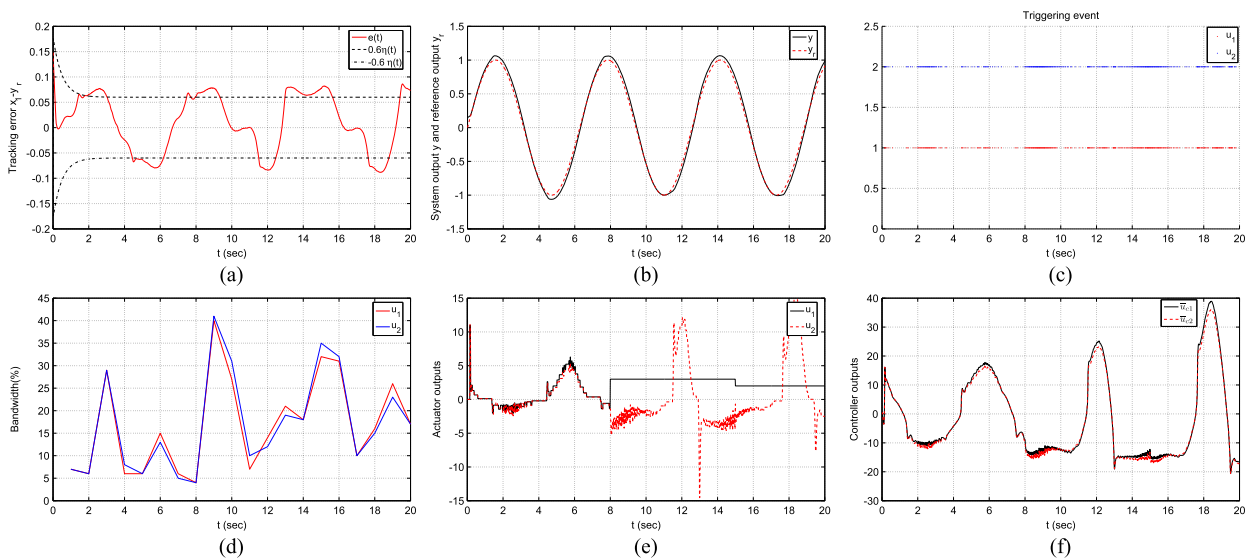 0.2
0.15
0.1
0.05
0
-0.05
-0.1
-0.15
-0.2
0 2 4 6 8 10 12 14 16 18 20
Tracking error x₁-yᵣ
t (sec)
e(t)
0.6η(t)
-0.6 η(t)
(a)
1.5
1
0.5
0
-0.5
-1
-1.5
0 2 4 6 8 10 12 14 16 18 20
System output y and reference output yᵣ
t (sec)
y
yᵣ
(b)
Triggering event
2.5
2
1.5
1
0.5
0
0 2 4 6 8 10 12 14 16 18 20
t (sec)
u₁
u₂
(c)
45
40
35
30
25
20
15
10
5
0
0 2 4 6 8 10 12 14 16 18 20
Bandwidth(%)
t (sec)
u₁
u₂
(d)
15
10
5
0
-5
-10
-15
0 2 4 6 8 10 12 14 16 18 20
Actuator outputs
t (sec)
u₁
u₂
(e)
40
30
20
10
0
-10
-20
-30
0 2 4 6 8 10 12 14 16 18 20
Controller outputs
t (sec)
u̅c1
u̅c2
(f)